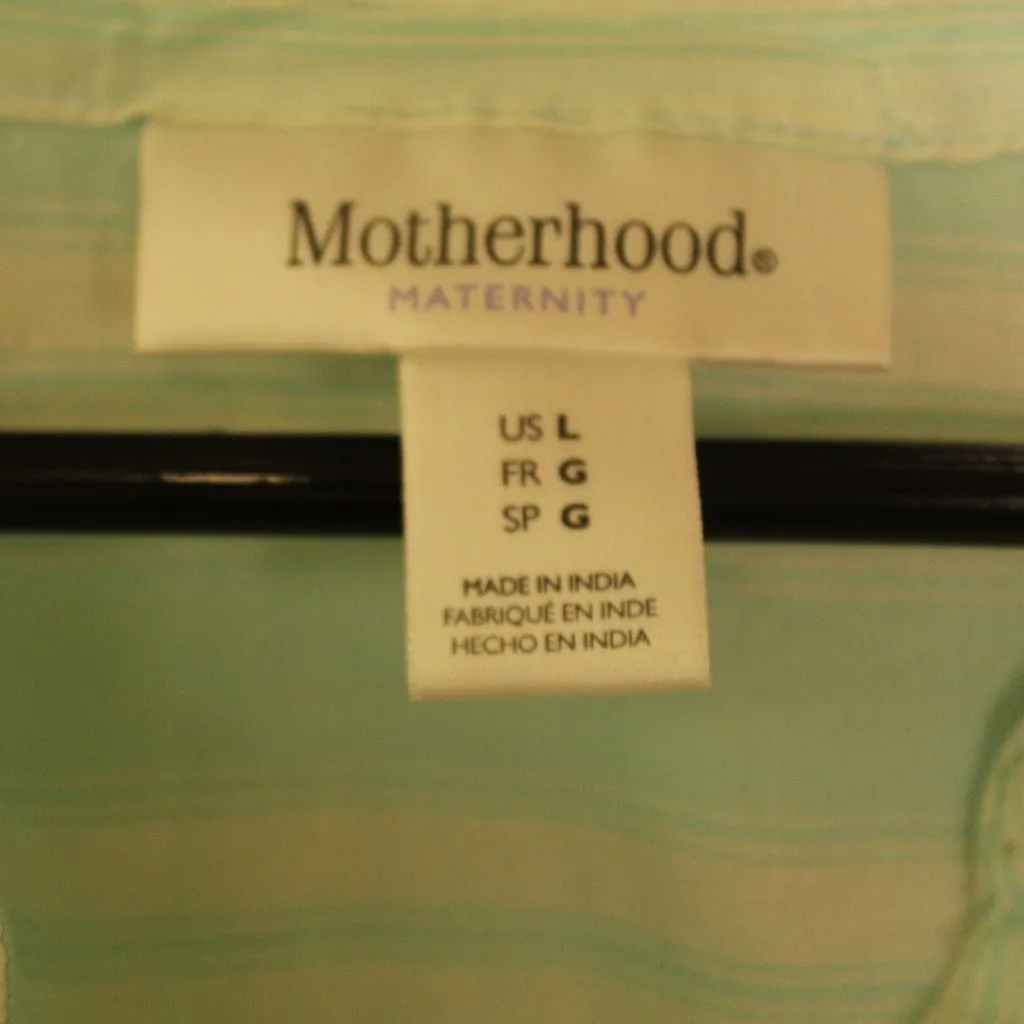 Motherhood®
MATERNITY
US L
FR G
SP G
MADE IN INDIA
FABRIQUÉ EN INDE
HECHO EN INDIA